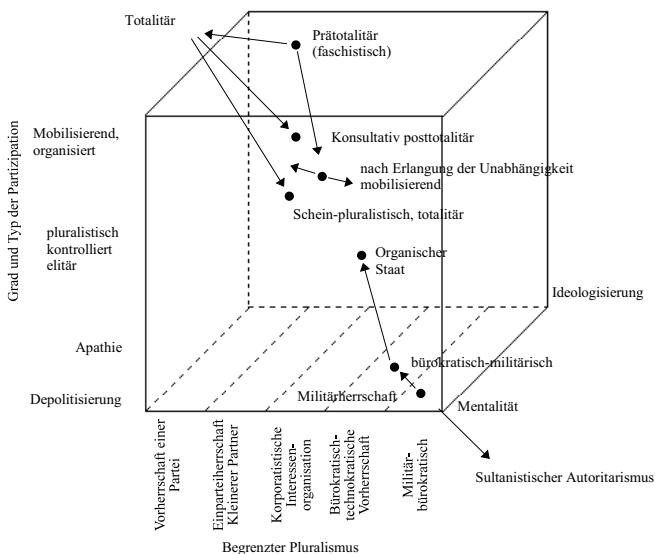 Totalitär
Prätotalitär
(faschistisch)
Grad und Typ der Partizipation
Mobilisierend,
organisiert
Konsultativ posttotalitär
nach Erlangung der Unabhängigkeit
mobilisierend
Schein-pluralistisch, totalitär
pluralistisch
kontrolliert
elitär
Organischer
Staat
Ideologisierung
Apathie
bürokratisch-militärisch
Depolitisierung
Militärherrschaft
Mentalität
Vorherrschaft einer
Partei
Einparteiherrschaft
Kleinerer Partner
Korporatistische
Interessen-
organisation
Bürokratisch-
technokratische
Vorherrschaft
Militär-
bürokratisch
Sultanistischer Autoritarismus
Begrenzter Pluralismus